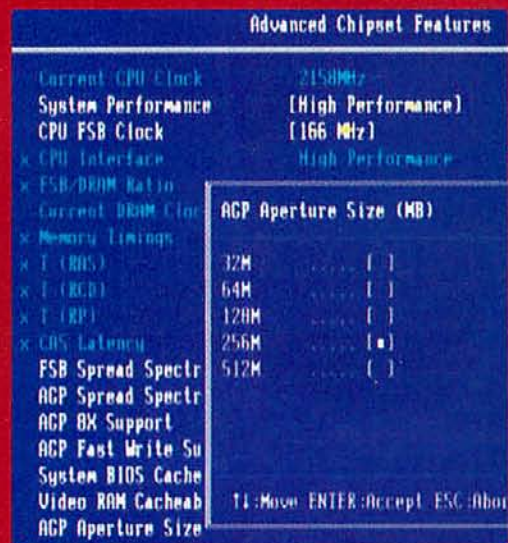 Advanced Chipset Features
Current CPU Clock 2158MHz
System Performance [High Performance]
CPU FSB Clock [166 MHz]
x CPU Interface High Performance
x FSB/DRAM Ratio
Current DRAM Cloc
x Memory Timings
x T (RAS)
x T (RCD)
x T (RP)
x CAS Latency
FSB Spread Spectr
AGP Spread Spectr
AGP 8X Support
AGP Fast Write Su
System BIOS Cache
Video RAM Cacheab
AGP Aperture Size
AGP Aperture Size (MB)
32M ..... [ ]
64M ..... [ ]
128M ..... [ ]
256M ..... [■]
512M ..... [ ]
↑↓:Move ENTER:Accept ESC:Abor